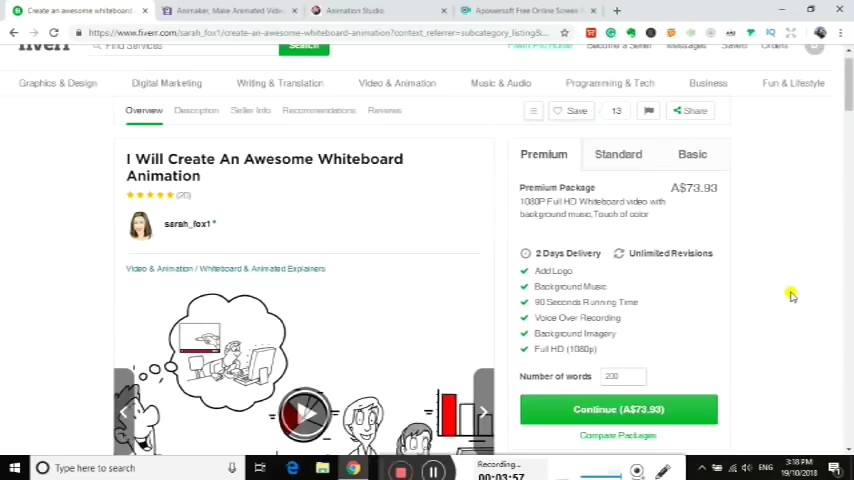 Create an awesome whiteboard
Animaker, Make Animated Video
Animation Studio
Apowersoft Free Online Screen
https://www.fiverr.com/sarah_fox1/create-an-awesome-whiteboard-animation?context_referrer=subcategory_listing&...
fiverr
Find Services
Search
Fiverr Pro
Become a Seller
Messages
Saved
Orders
Graphics & Design
Digital Marketing
Writing & Translation
Video & Animation
Music & Audio
Programming & Tech
Business
Fun & Lifestyle
Overview
Description
Seller Info
Recommendations
Reviews
Save
13
Share
I Will Create An Awesome Whiteboard
Animation
(20)
sarah_fox1
Video & Animation / Whiteboard & Animated Explainers
Premium
Standard
Basic
Premium Package
A$73.93
1080P Full HD Whiteboard video with
background music,Touch of color
2 Days Delivery
Unlimited Revisions
Add Logo
Background Music
90 Seconds Running Time
Voice Over Recording
Background Imagery
Full HD (1080p)
Number of words
200
Continue (A$73.93)
Compare Packages
Type here to search
Recording...
00:03:57
ENG
3:18 PM
19/10/2018